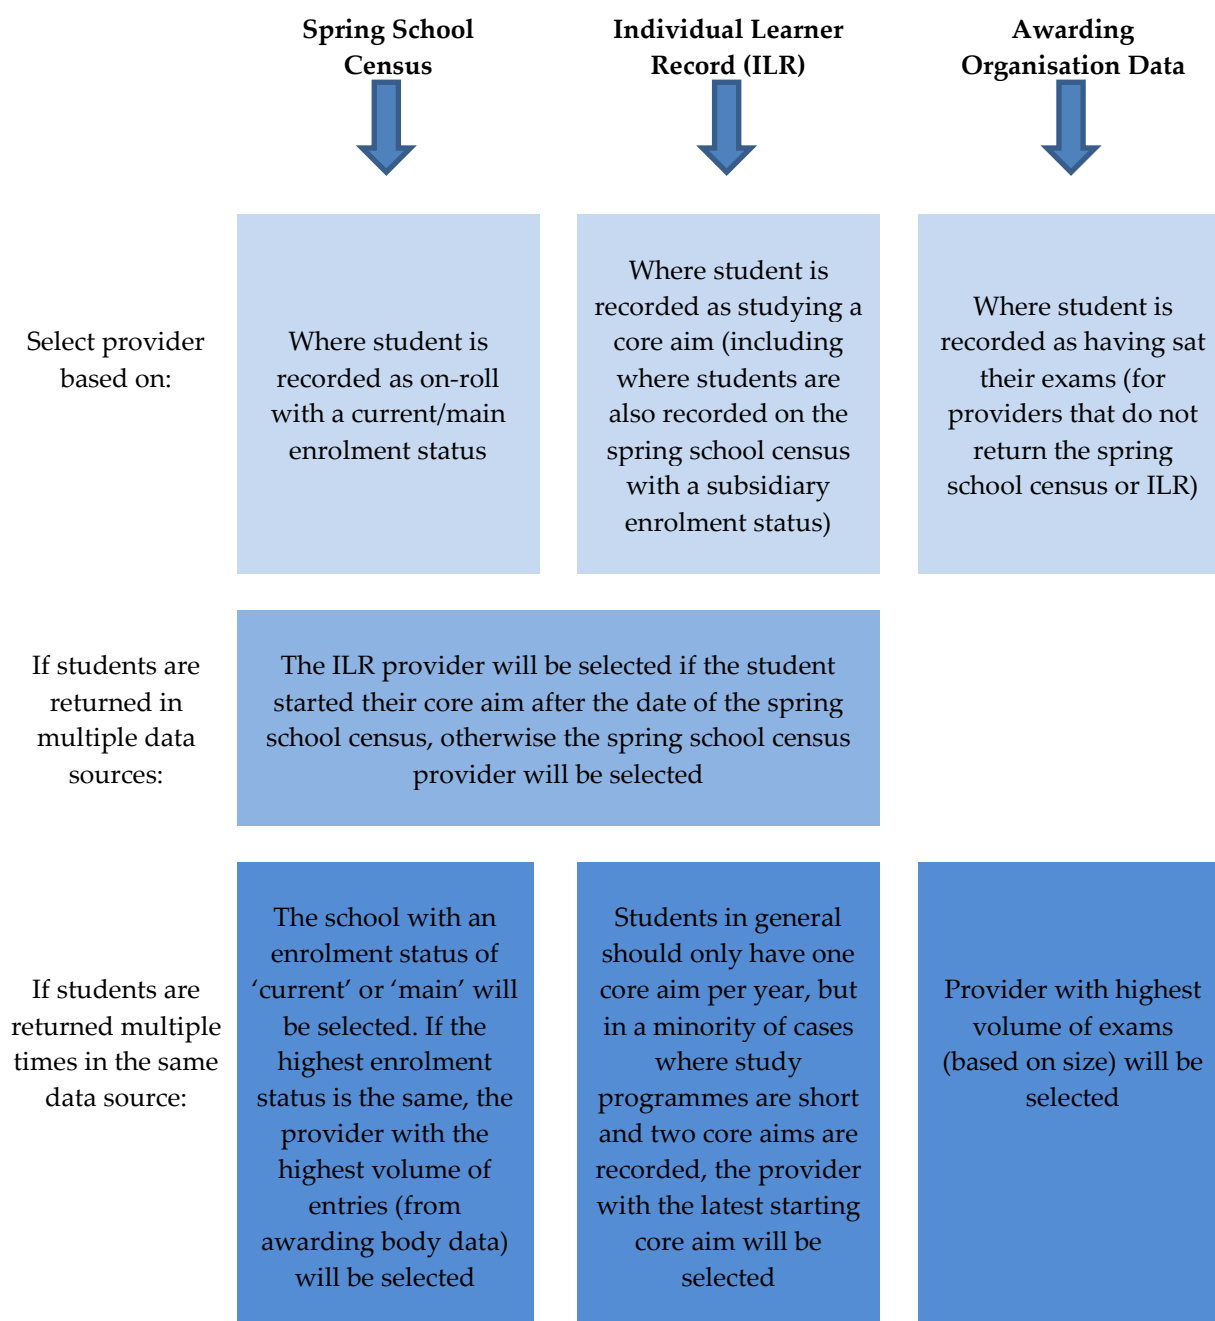 Spring School
Census
Individual Learner
Record (ILR)
Awarding
Organisation Data
Select provider
based on:
Where student is
recorded as on-roll
with a current/main
enrolment status
Where student is
recorded as studying a
core aim (including
where students are
also recorded on the
spring school census
with a subsidiary
enrolment status)
Where student is
recorded as having sat
their exams (for
providers that do not
return the spring
school census or ILR)
If students are
returned in
multiple data
sources:
The ILR provider will be selected if the student
started their core aim after the date of the spring
school census, otherwise the spring school census
provider will be selected
If students are
returned multiple
times in the same
data source:
The school with an
enrolment status of
‘current’ or ‘main’ will
be selected. If the
highest enrolment
status is the same, the
provider with the
highest volume of
entries (from
awarding body data)
will be selected
Students in general
should only have one
core aim per year, but
in a minority of cases
where study
programmes are short
and two core aims are
recorded, the provider
with the latest starting
core aim will be
selected
Provider with highest
volume of exams
(based on size) will be
selected